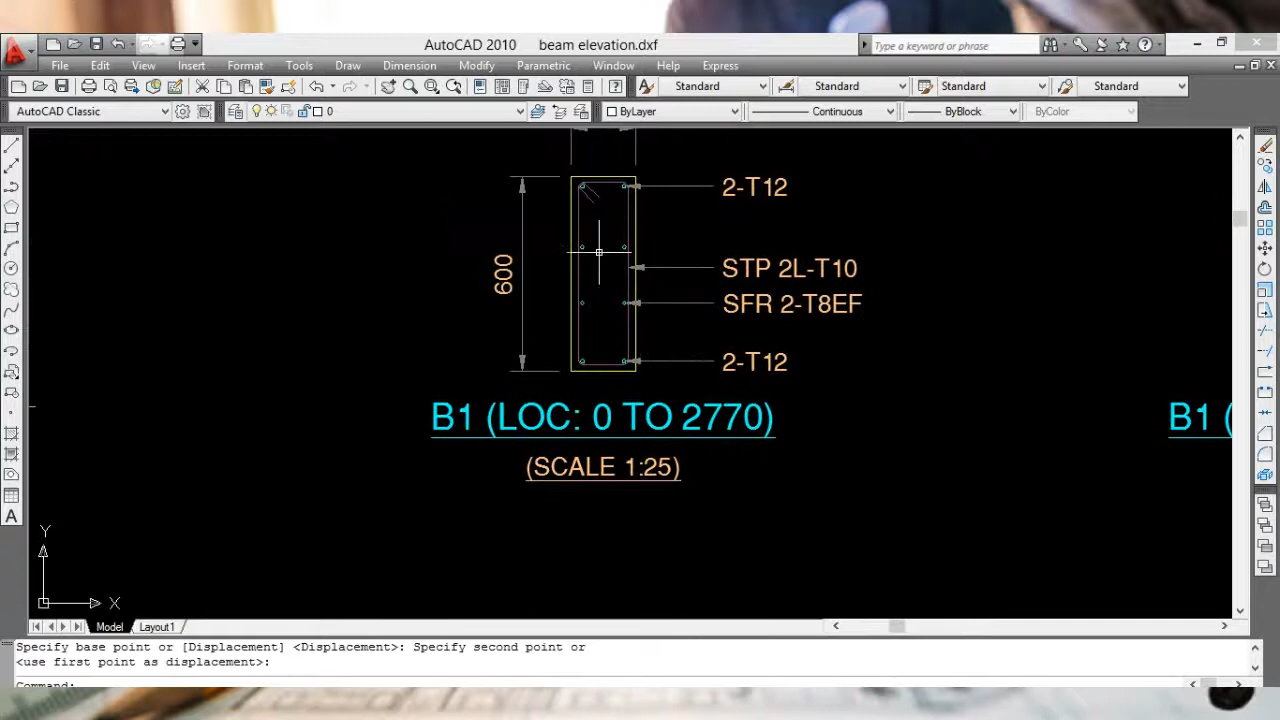 AutoCAD 2010 beam elevation.dxf
Type a keyword or phrase
File Edit View Insert Format Tools Draw Dimension Modify Parametric Window Help Express
Standard Standard Standard Standard
AutoCAD Classic 0 ByLayer Continuous ByBlock ByColor
2-T12
600
STP 2L-T10
SFR 2-T8EF
2-T12
B1 (LOC: 0 TO 2770)
B1 (
(SCALE 1:25)
A
Y
X
Model Layout1
Specify base point or [Displacement] <Displacement>: Specify second point or
<use first point as displacement>:
Command: